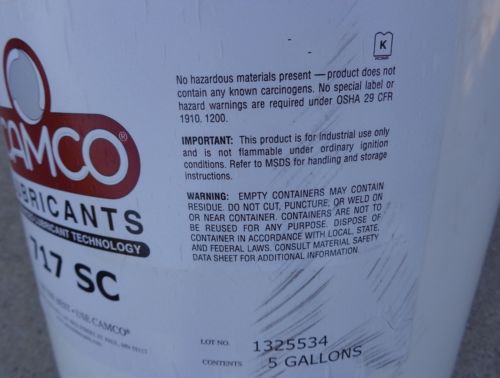 K
No hazardous materials present — product does not
contain any known carcinogens. No special label or
hazard warnings are required under OSHA 29 CFR
1910. 1200.
IMPORTANT: This product is for Industrial use only
and is not flammable under ordinary ignition
conditions. Refer to MSDS for handling and storage
instructions.
WARNING: EMPTY CONTAINERS MAY CONTAIN
RESIDUE. DO NOT CUT, PUNCTURE, OR WELD ON
OR NEAR CONTAINER. CONTAINERS ARE NOT TO
BE REUSED FOR ANY PURPOSE. DISPOSE OF
CONTAINER IN ACCORDANCE WITH LOCAL, STATE,
AND FEDERAL LAWS. CONSULT MATERIAL SAFETY
DATA SHEET FOR ADDITIONAL INFORMATION.
CAMCO®
UBRICANTS
LUBRICANT TECHNOLOGY
717 SC
USE CAMCO®
LOT NO. 1325534
CONTENTS 5 GALLONS